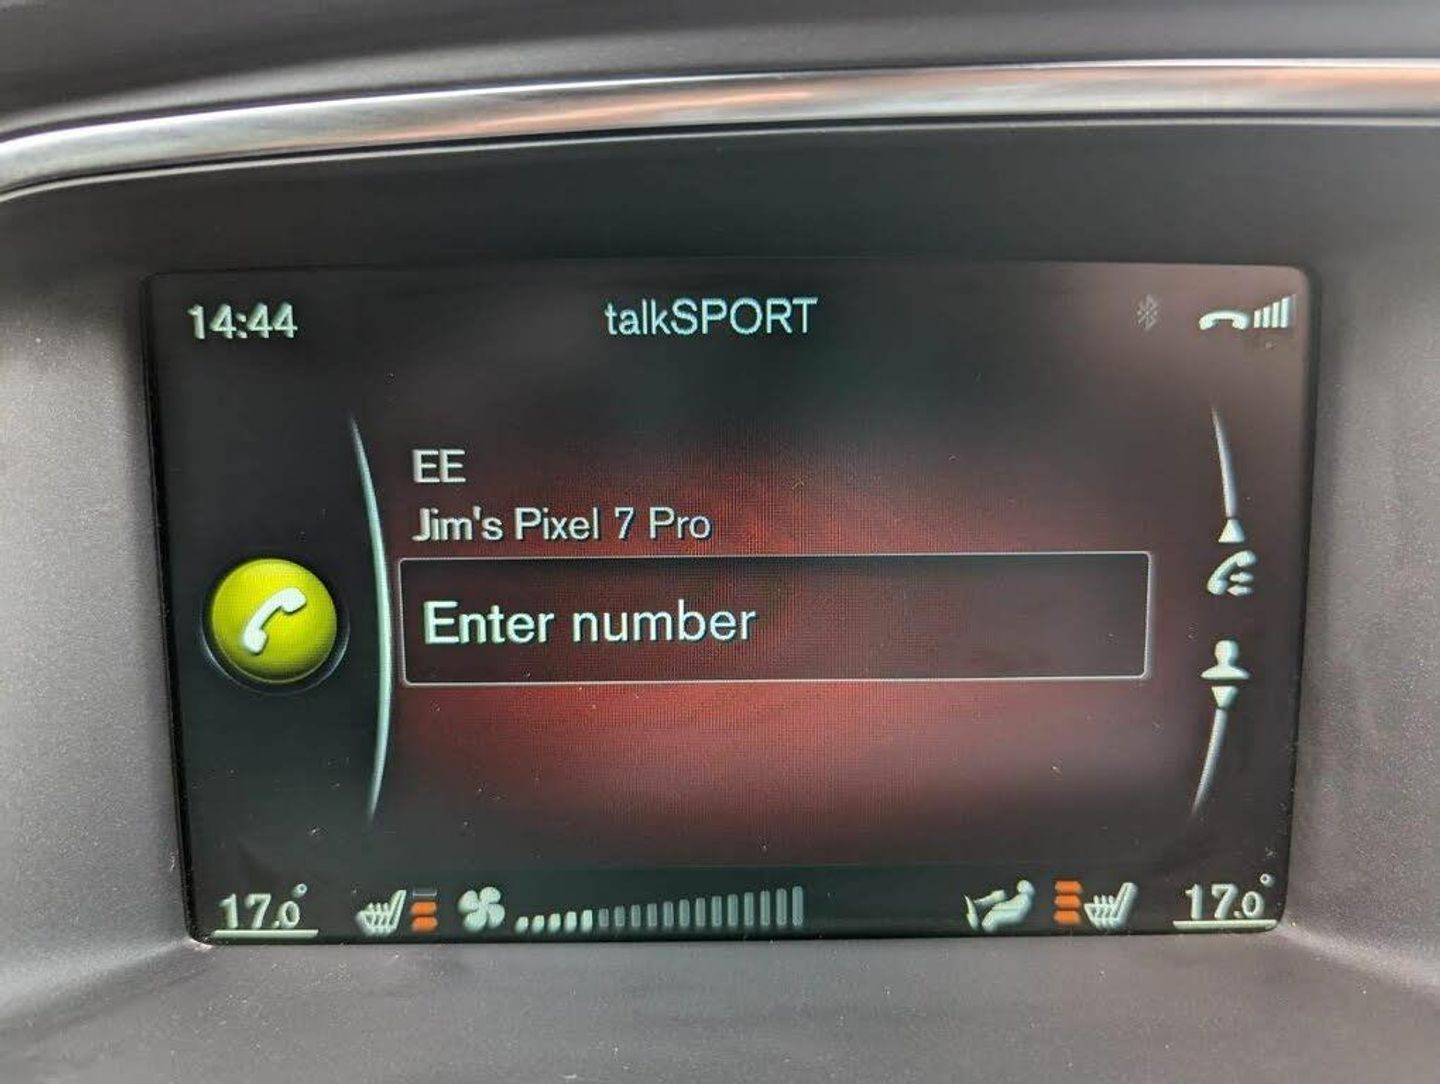 14:44
talkSPORT
EE
Jim's Pixel 7 Pro
Enter number
17.0°
17.0°